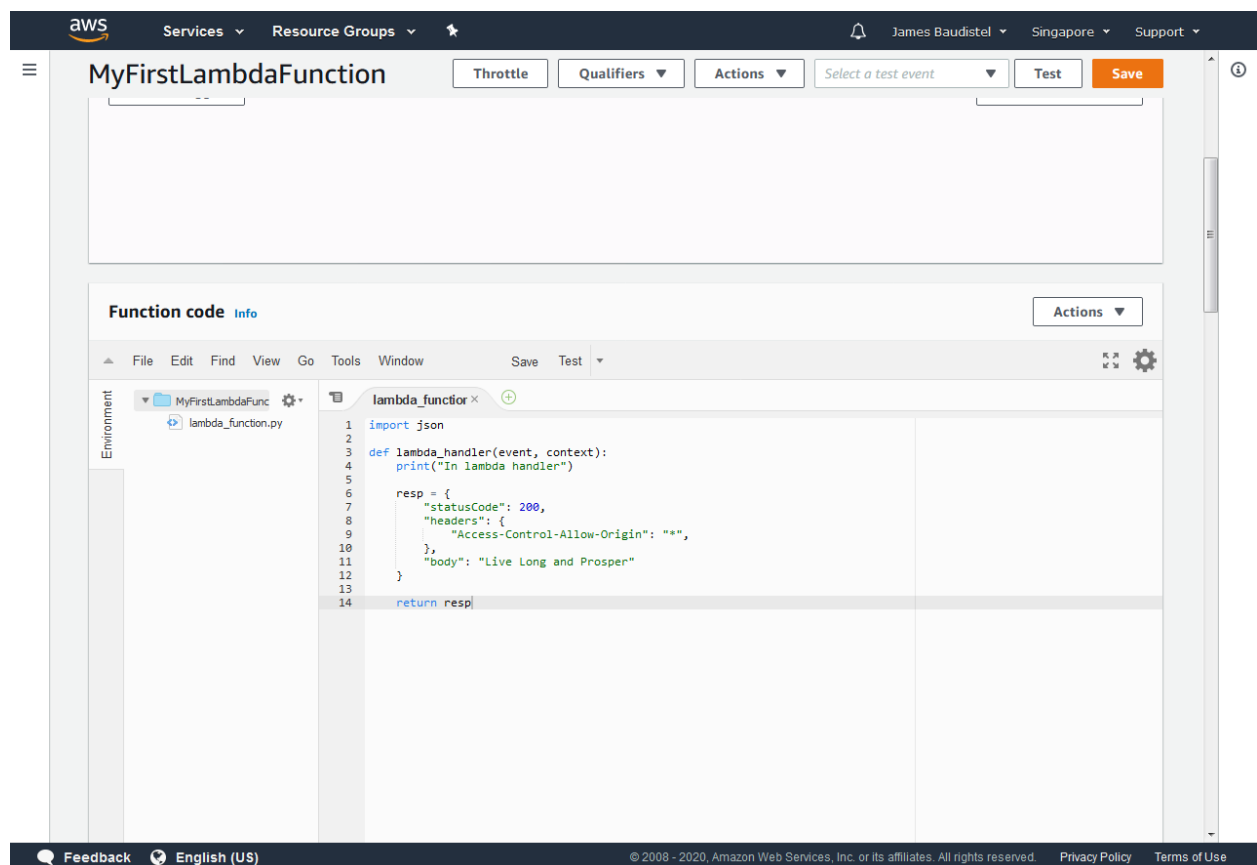 aws Services Resource Groups James Baudistel Singapore Support
MyFirstLambdaFunction Throttle Qualifiers Actions Select a test event Test Save
Function code Info Actions
File Edit Find View Go Tools Window Save Test
Environment
MyFirstLambdaFunc
lambda_function.py
lambda_functior ×
1 import json
2
3 def lambda_handler(event, context):
4 print("In lambda handler")
5
6 resp = {
7 "statusCode": 200,
8 "headers": {
9 "Access-Control-Allow-Origin": "*",
10 },
11 "body": "Live Long and Prosper"
12 }
13
14 return resp
Feedback English (US) © 2008 - 2020, Amazon Web Services, Inc. or its affiliates. All rights reserved. Privacy Policy Terms of Use